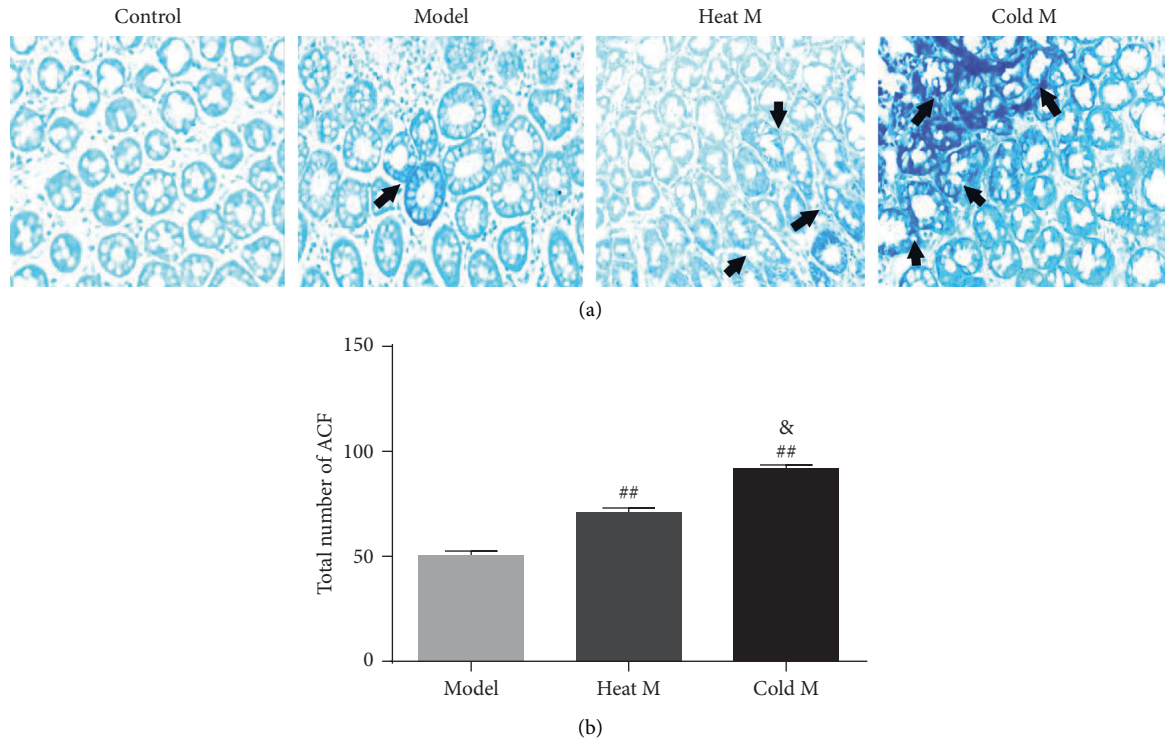 Control Model Heat M Cold M
(a)
150
100
50
0
Total number of ACF
##
&
##
Model Heat M Cold M
(b)